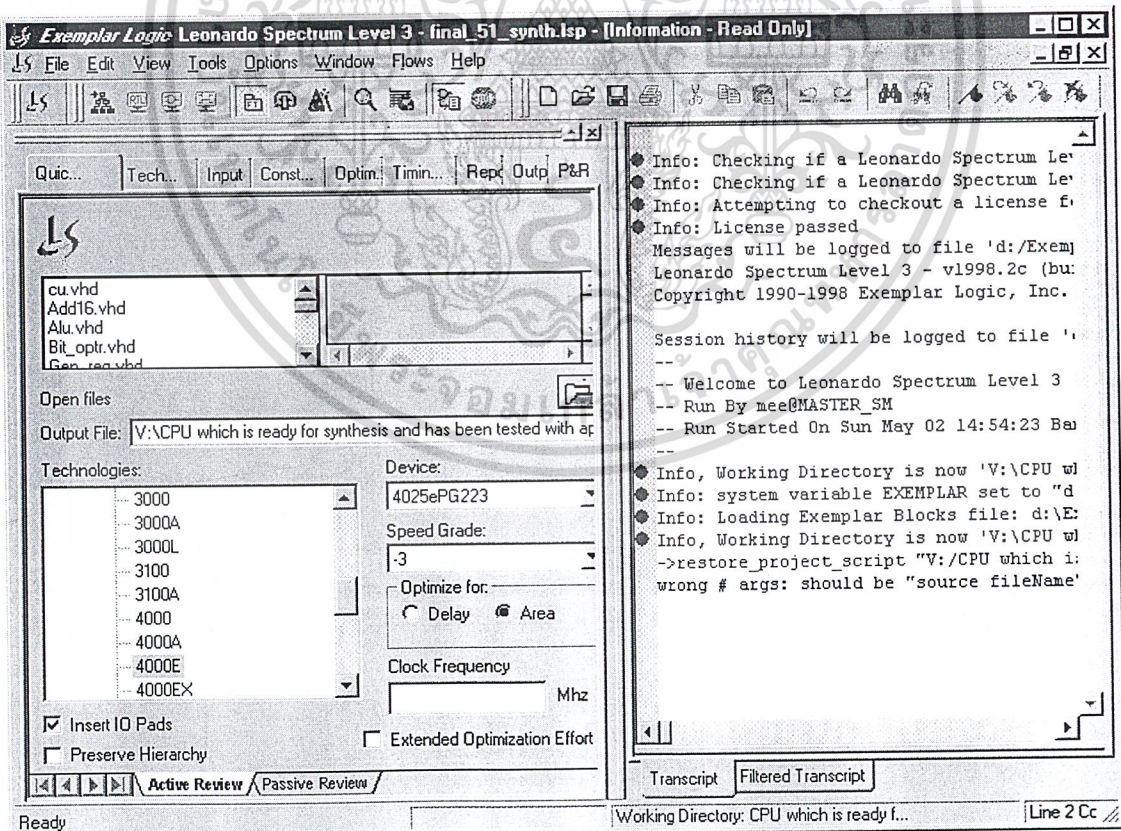 Exemplar Logic Leonardo Spectrum Level 3 - final_51_synth.lsp - [Information - Read Only]
LS File Edit View Tools Options Window Flows Help
LS
RTL
Quic... Tech... Input Const... Optim. Timin... Repo Outp P&R
LS
cu.vhd
Add16.vhd
Alu.vhd
Bit_optr.vhd
Gen_reg.vhd
Open files
Output File: V:\CPU which is ready for synthesis and has been tested with ap
Technologies:
3000
3000A
3000L
3100
3100A
4000
4000A
4000E
4000EX
Insert IO Pads
Preserve Hierarchy
Device:
4025ePG223
Speed Grade:
-3
Optimize for:
Delay Area
Clock Frequency
Mhz
Extended Optimization Effort
Active Review Passive Review
Info: Checking if a Leonardo Spectrum Le
Info: Checking if a Leonardo Spectrum Le
Info: Attempting to checkout a license f
Info: License passed
Messages will be logged to file 'd:/Exem
Leonardo Spectrum Level 3 - v1998.2c (bu
Copyright 1990-1998 Exemplar Logic, Inc.
Session history will be logged to file '
--
-- Welcome to Leonardo Spectrum Level 3
-- Run By mee@MASTER_SM
-- Run Started On Sun May 02 14:54:23 Ba
--
Info, Working Directory is now 'V:\CPU w
Info: system variable EXEMPLAR set to "d
Info: Loading Exemplar Blocks file: d:\E
Info, Working Directory is now 'V:\CPU w
->restore_project_script "V:/CPU which i
wrong # args: should be "source fileName"
Transcript Filtered Transcript
Ready
Working Directory: CPU which is ready f...
Line 2 Cc